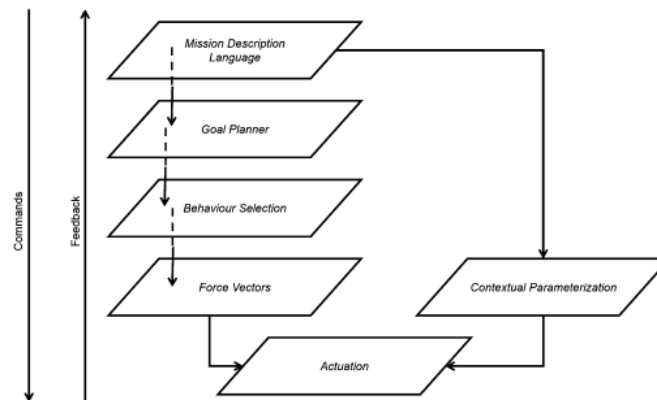 Mission Description
Language
Goal Planner
Behaviour Selection
Force Vectors
Contextual Parameterization
Actuation
Commands
Feedback